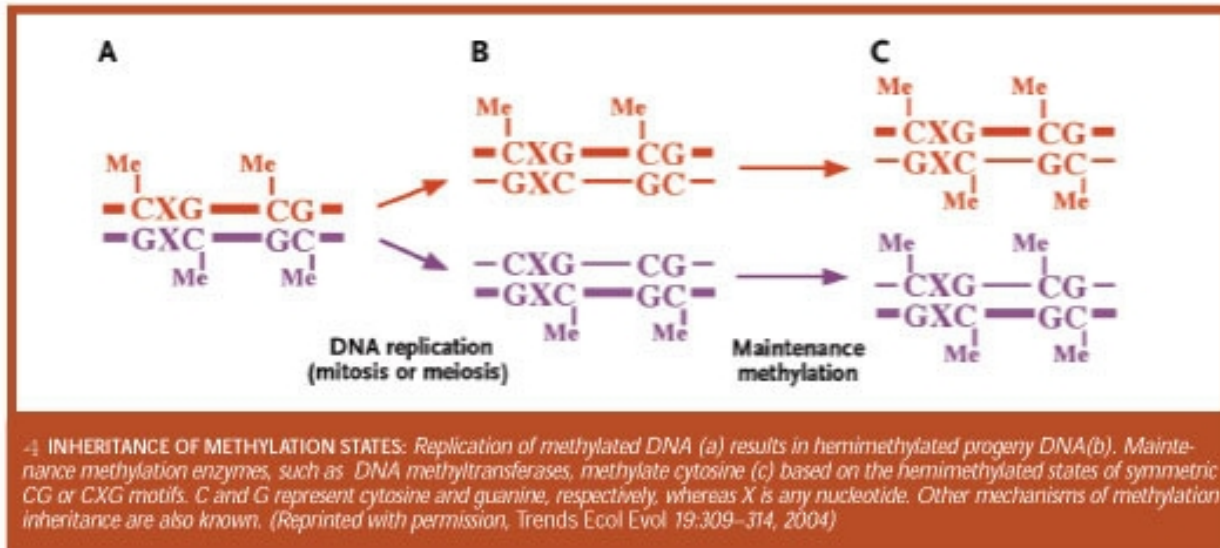 A B C
Me Me
CXG CG
GXC GC
Me Me
Me Me
CXG CG
GXC GC
CXG CG
GXC GC
Me Me
Me Me
CXG CG
GXC GC
Me Me
Me Me
CXG CG
GXC GC
Me Me
DNA replication
(mitosis or meiosis)
Maintenance
methylation
4 INHERITANCE OF METHYLATION STATES: Replication of methylated DNA (a) results in hemimethylated progeny DNA(b). Mainte-
nance methylation enzymes, such as DNA methyltransferases, methylate cytosine (c) based on the hemimethylated states of symmetric
CG or CXG motifs. C and G represent cytosine and guanine, respectively, whereas X is any nucleotide. Other mechanisms of methylation
inheritance are also known. (Reprinted with permission, Trends Ecol Evol 19:309–314, 2004)